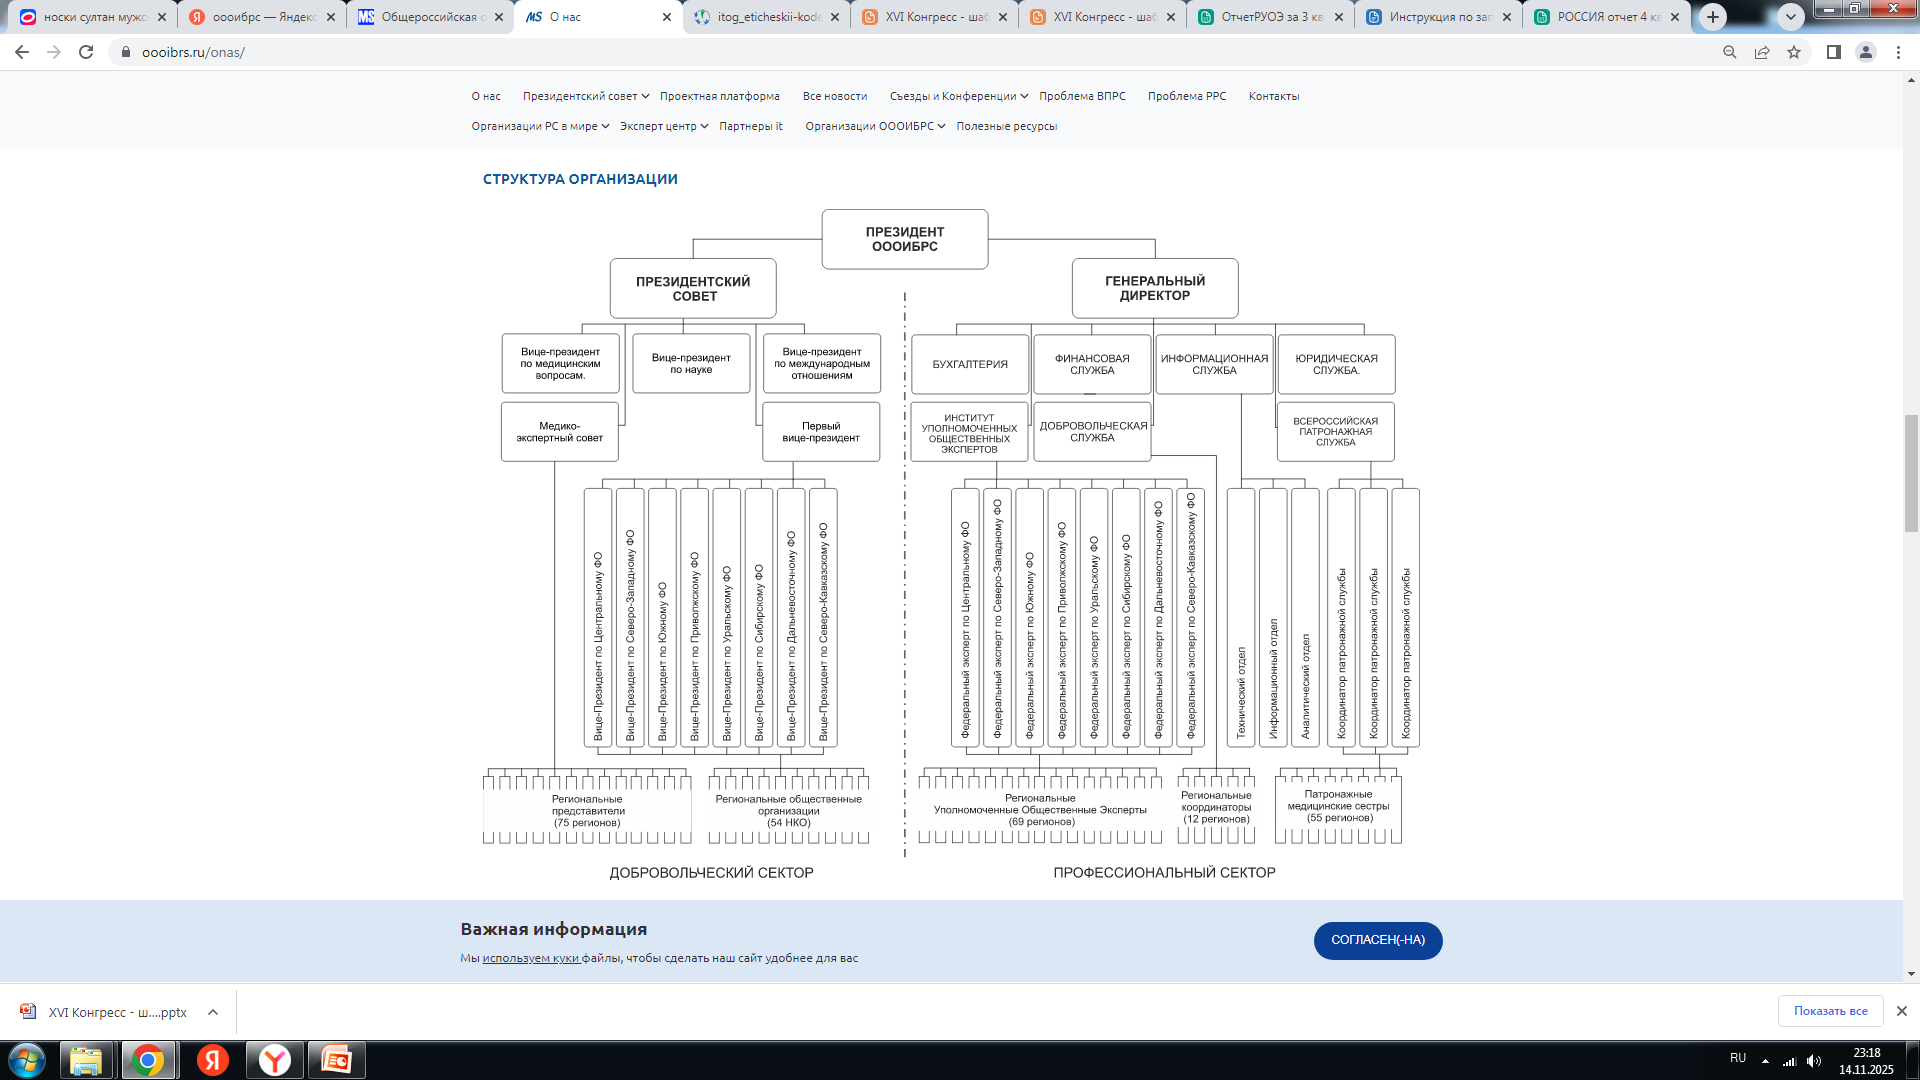 носки султан мужс
оооибрс — Яндекс
Общероссийская о
О нас
itog_eticheskii-kode
XVI Конгресс - шаб
XVI Конгресс - шаб
ОтчетРУОЭ за 3 кв
Инструкция по зап
РОССИЯ отчет 4 кв
oooibrs.ru/onas/
О нас Президентский совет Проектная платформа Все новости Съезды и Конференции Проблема ВПРС Проблема РРС Контакты
Организации РС в мире Эксперт центр Партнеры it Организации ОООИБРС Полезные ресурсы
СТРУКТУРА ОРГАНИЗАЦИИ
ПРЕЗИДЕНТ
ОООИБРС
ПРЕЗИДЕНТСКИЙ
СОВЕТ
ГЕНЕРАЛЬНЫЙ
ДИРЕКТОР
Вице-президент
по медицинским
вопросам.
Вице-президент
по науке
Вице-президент
по международным
отношениям
БУХГАЛТЕРИЯ
ФИНАНСОВАЯ
СЛУЖБА
ИНФОРМАЦИОННАЯ
СЛУЖБА
ЮРИДИЧЕСКАЯ
СЛУЖБА.
Медико-
экспертный совет
Первый
вице-президент
ИНСТИТУТ
УПОЛНОМОЧЕННЫХ
ОБЩЕСТВЕННЫХ
ЭКСПЕРТОВ
ДОБРОВОЛЬЧЕСКАЯ
СЛУЖБА
ВСЕРОССИЙСКАЯ
ПАТРОНАЖНАЯ
СЛУЖБА
Вице-Президент по Центральному ФО
Вице-Президент по Северо-Западному ФО
Вице-Президент по Южному ФО
Вице-Президент по Приволжскому ФО
Вице-Президент по Уральскому ФО
Вице-Президент по Сибирскому ФО
Вице-Президент по Дальневосточному ФО
Вице-Президент по Северо-Кавказскому ФО
Федеральный эксперт по Центральному ФО
Федеральный эксперт по Северо-Западному ФО
Федеральный эксперт по Южному ФО
Федеральный эксперт по Приволжскому ФО
Федеральный эксперт по Уральскому ФО
Федеральный эксперт по Сибирскому ФО
Федеральный эксперт по Дальневосточному ФО
Федеральный эксперт по Северо-Кавказскому ФО
Технический отдел
Информационный отдел
Аналитический отдел
Координатор патронажной службы
Координатор патронажной службы
Координатор патронажной службы
Региональные
представители
(75 регионов)
Региональные общественные
организации
(54 НКО)
Региональные
Уполномоченные Общественные Эксперты
(69 регионов)
Региональные
координаторы
(12 регионов)
Патронажные
медицинские сестры
(55 регионов)
ДОБРОВОЛЬЧЕСКИЙ СЕКТОР
ПРОФЕССИОНАЛЬНЫЙ СЕКТОР
Важная информация
Мы используем куки файлы, чтобы сделать наш сайт удобнее для вас
СОГЛАСЕН(-НА)
XVI Конгресс - ш....pptx
Показать все
RU
23:18
14.11.2025